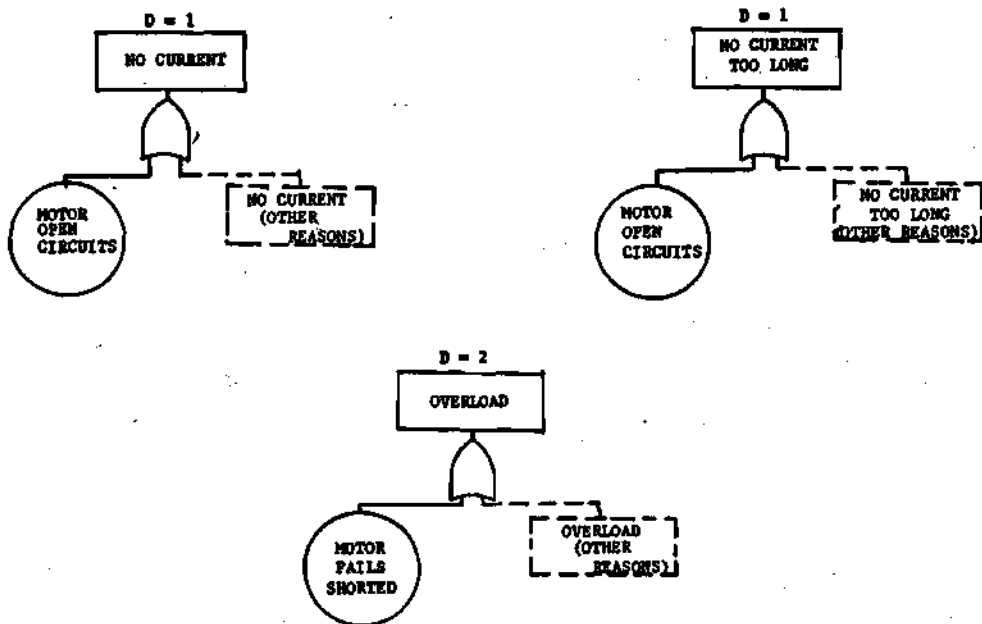 D = 1
NO CURRENT
MOTOR
OPEN
CIRCUITS
NO CURRENT
(OTHER
REASONS)
D = 1
NO CURRENT
TOO LONG
MOTOR
OPEN
CIRCUITS
NO CURRENT
TOO LONG
(OTHER REASONS)
D = 2
OVERLOAD
MOTOR
FAILS
SHORTED
OVERLOAD
(OTHER
REASONS)